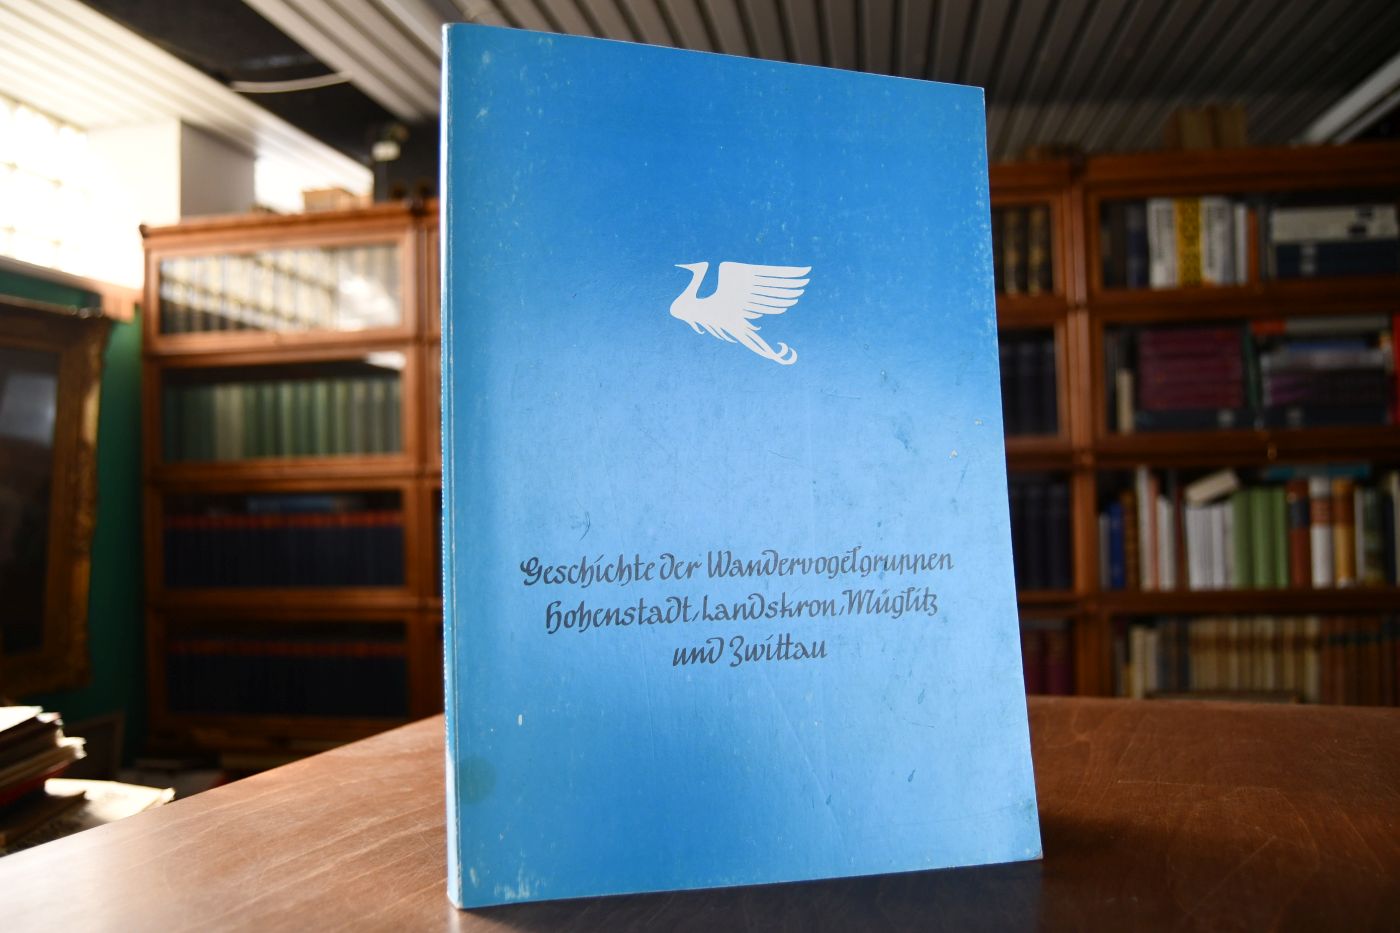 Geschichte der Wandervogelgruppen
Hohenstadt, Landskron, Müglitz
und Zwittau